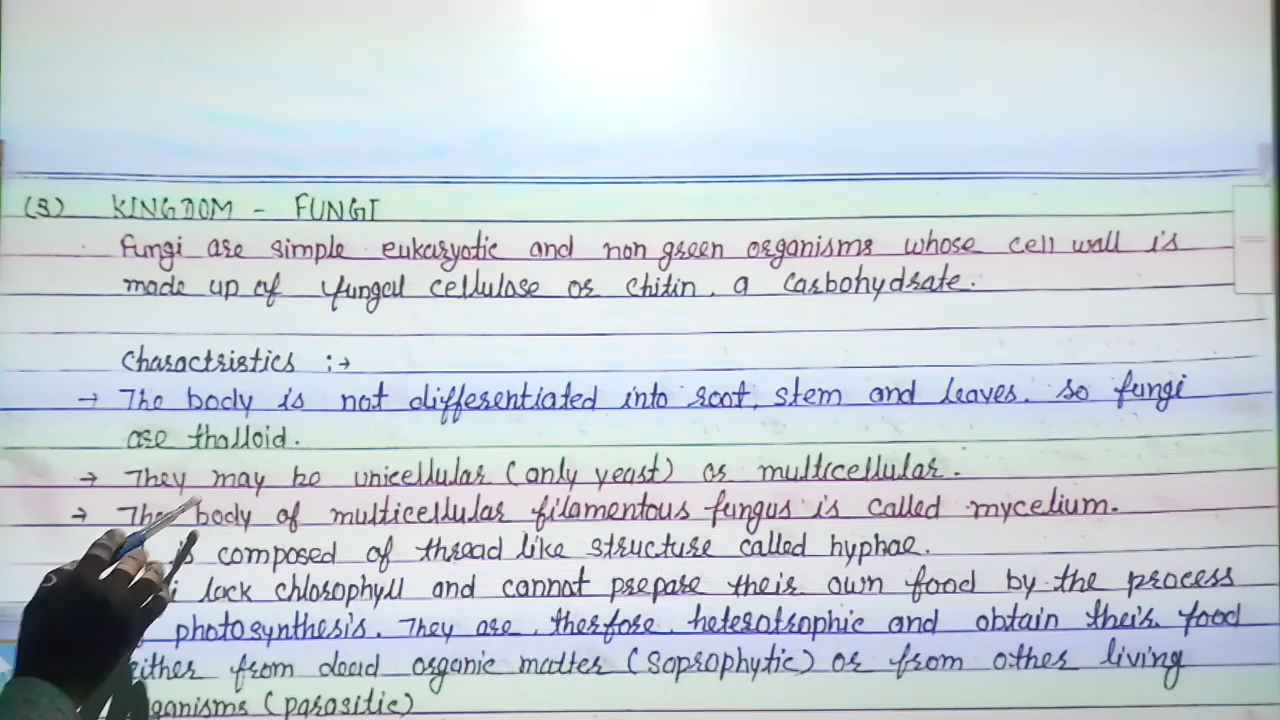 (3) KINGDOM - FUNGI
Fungi are simple eukaryotic and non green organisms whose cell wall is
made up of fungal cellulose or chitin, a carbohydrate.
Charactristics :→
→ The body is not differentiated into root, stem and leaves. so fungi
are thalloid.
→ They may be unicellular (only yeast) or multicellular.
→ The body of multicellular filamentous fungus is called mycelium.
composed of thread like structure called hyphae.
lack chlorophyll and cannot prepare their own food by the process
photosynthesis. They are, therfore, heterotrophic and obtain their food
either from dead organic matter (saprophytic) or from other living
ganisms (parasitic)